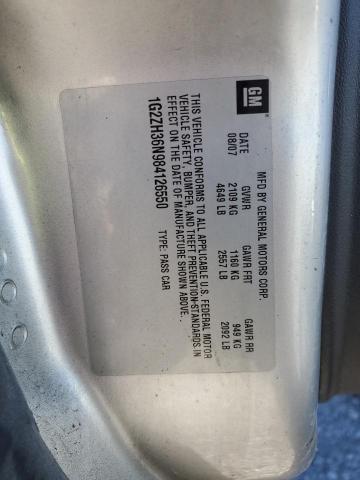 GM
MFD BY GENERAL MOTORS CORP.
DATE GVWR GAWR FRT GAWR RR
08/07 2109 KG 1160 KG 949 KG
4649 LB 2557 LB 2092 LB
THIS VEHICLE CONFORMS TO ALL APPLICABLE U.S. FEDERAL MOTOR
VEHICLE SAFETY, BUMPER, AND THEFT PREVENTION STANDARDS IN
EFFECT ON THE DATE OF MANUFACTURE SHOWN ABOVE.
1G2ZH36N984126550 TYPE: PASS CAR